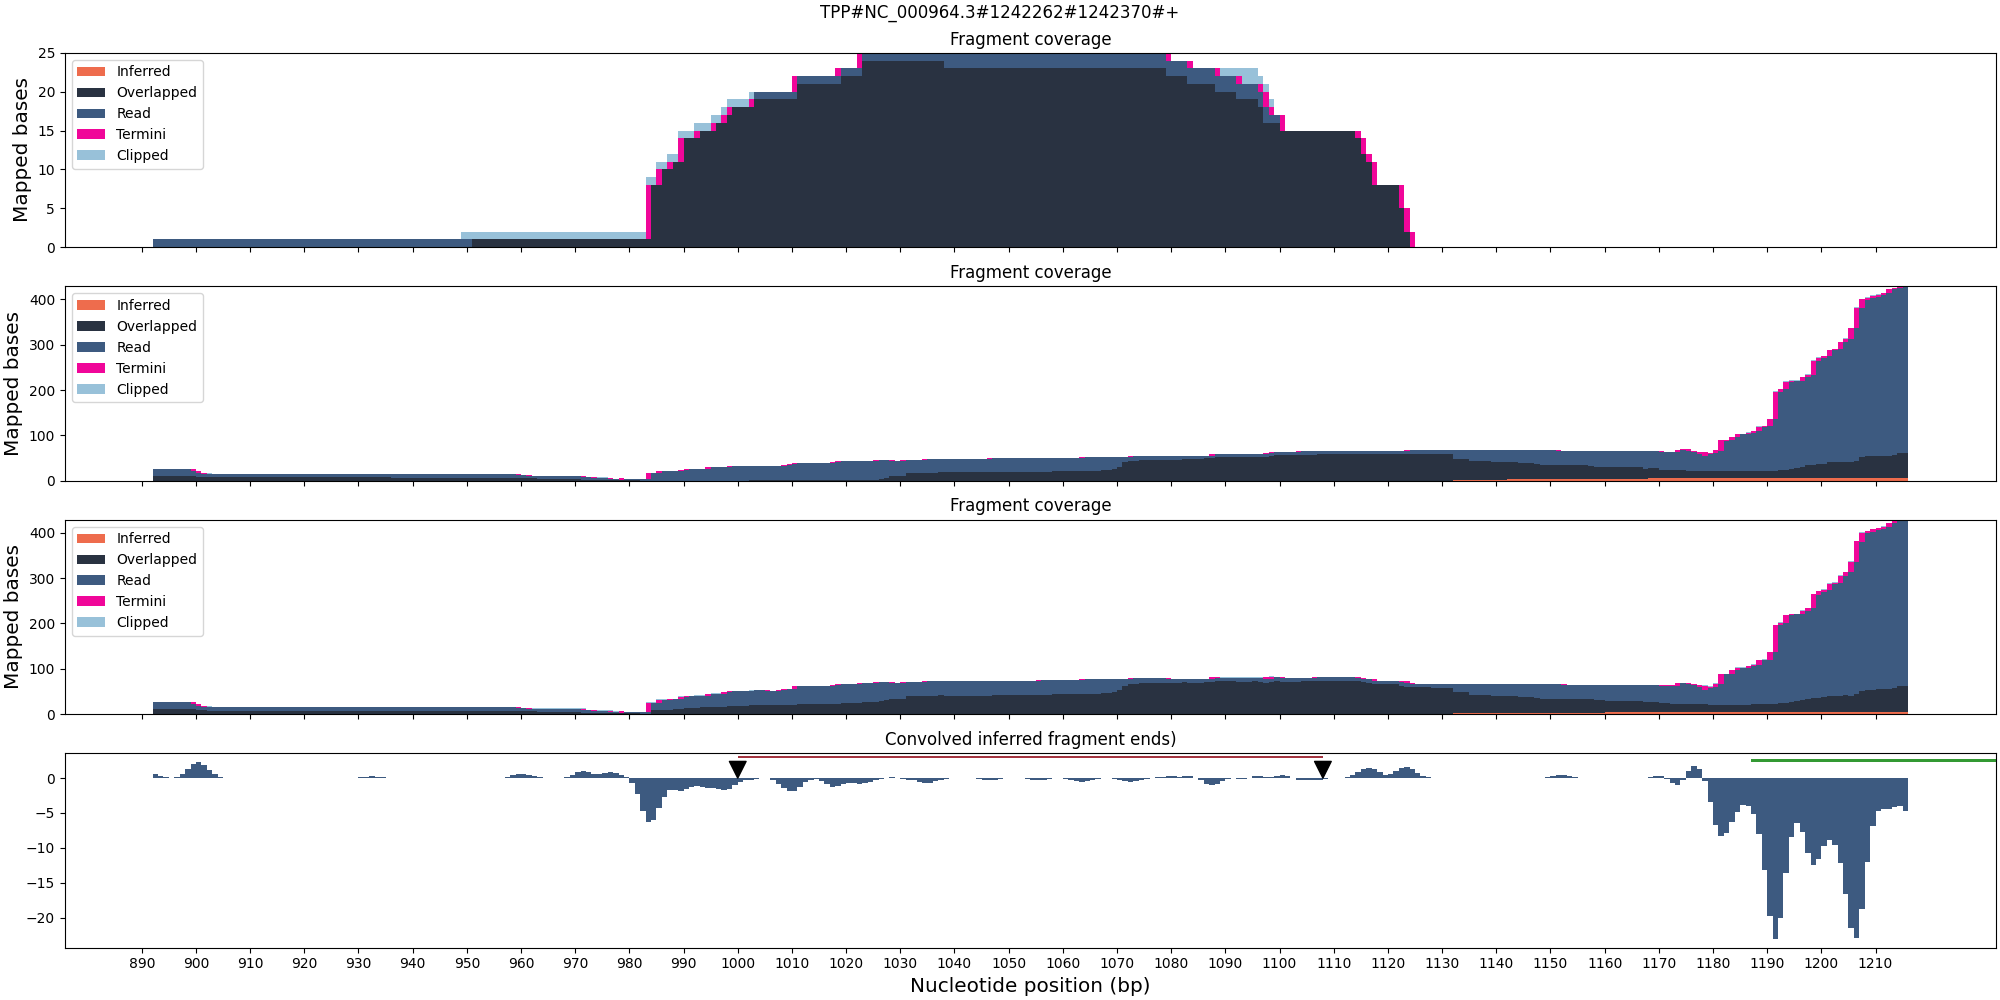 TPP#NC_000964.3#1242262#1242370#+
Fragment coverage
Mapped bases
25
20
15
10
5
0
Inferred
Overlapped
Read
Termini
Clipped
Fragment coverage
Mapped bases
400
300
200
100
0
Inferred
Overlapped
Read
Termini
Clipped
Fragment coverage
Mapped bases
400
300
200
100
0
Inferred
Overlapped
Read
Termini
Clipped
Convolved inferred fragment ends)
0
−5
−10
−15
−20
890 900 910 920 930 940 950 960 970 980 990 1000 1010 1020 1030 1040 1050 1060 1070 1080 1090 1100 1110 1120 1130 1140 1150 1160 1170 1180 1190 1200 1210
Nucleotide position (bp)